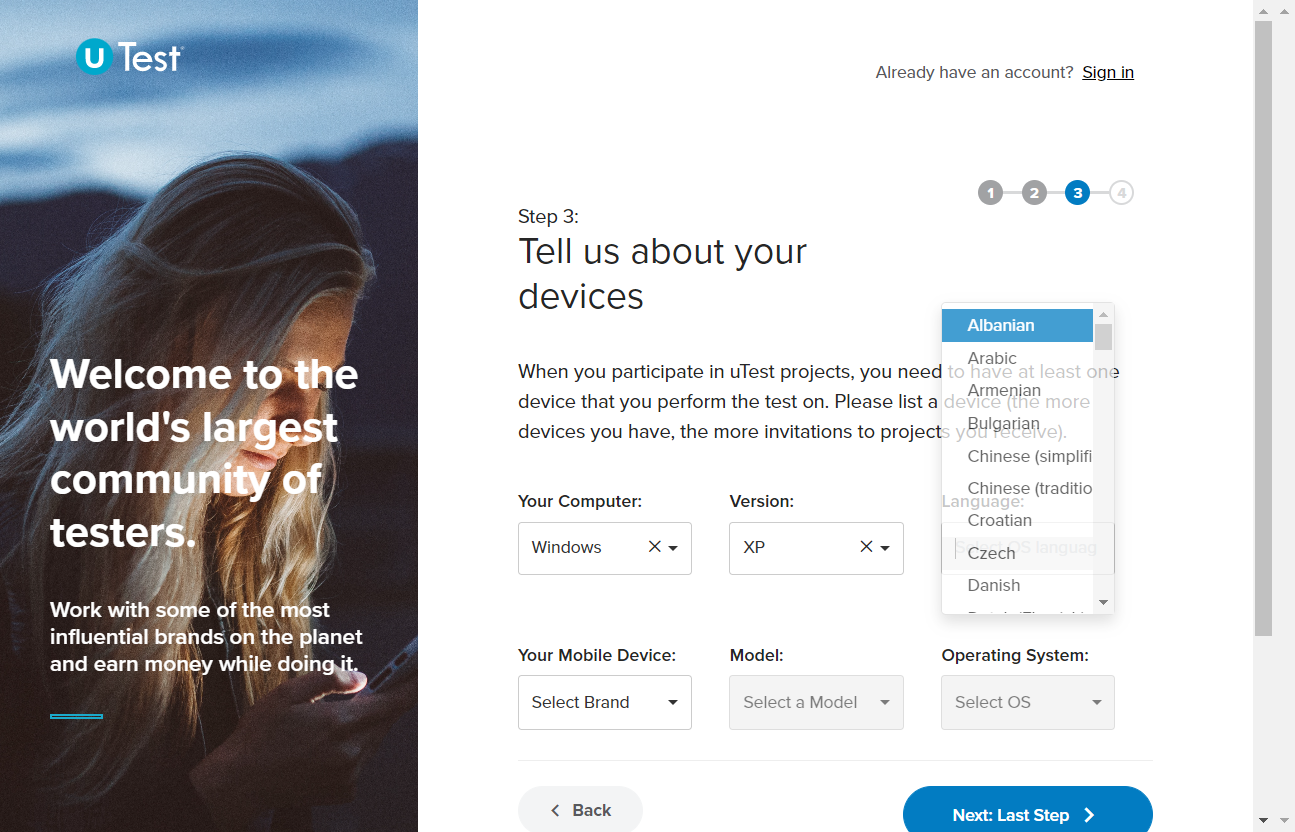 U Test
Already have an account? Sign in
1 2 3 4
Step 3:
Tell us about your
devices
When you participate in uTest projects, you need to have at least one
device that you perform the test on. Please list a device (the more
devices you have, the more invitations to projects you receive).
Your Computer:
Version:
Language:
Windows
XP
Select OS languag
Albanian
Arabic
Armenian
Bulgarian
Chinese (simplifi
Chinese (traditio
Croatian
Czech
Danish
Your Mobile Device:
Model:
Operating System:
Select Brand
Select a Model
Select OS
Back
Next: Last Step
Welcome to the
world's largest
community of
testers.
Work with some of the most
influential brands on the planet
and earn money while doing it.